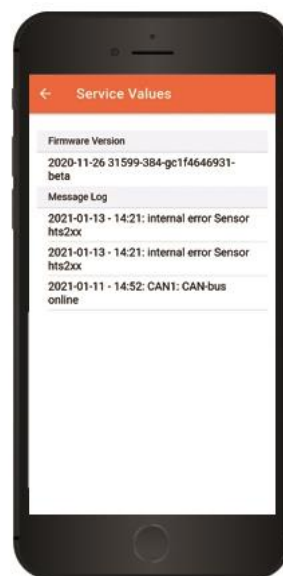 Service Values
Firmware Version
2020-11-26 31599-384-gc1f4646931-
beta
Message Log
2021-01-13 - 14:21: internal error Sensor
hts2xx
2021-01-13 - 14:21: internal error Sensor
hts2xx
2021-01-11 - 14:52: CAN1: CAN-bus
online